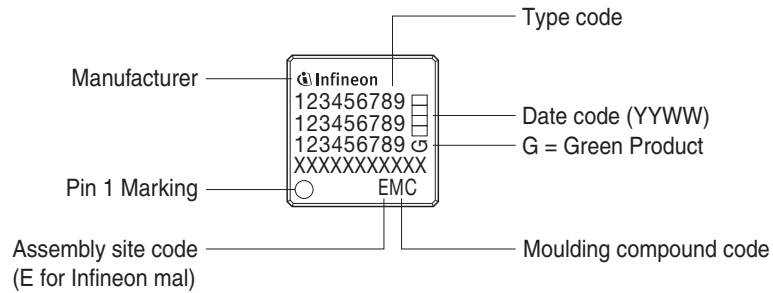 Type code
Manufacturer
Infineon
123456789
123456789
Date code (YYWW)
123456789 G
G = Green Product
XXXXXXXXXXX
Pin 1 Marking
EMC
Assembly site code
(E for Infineon mal)
Moulding compound code